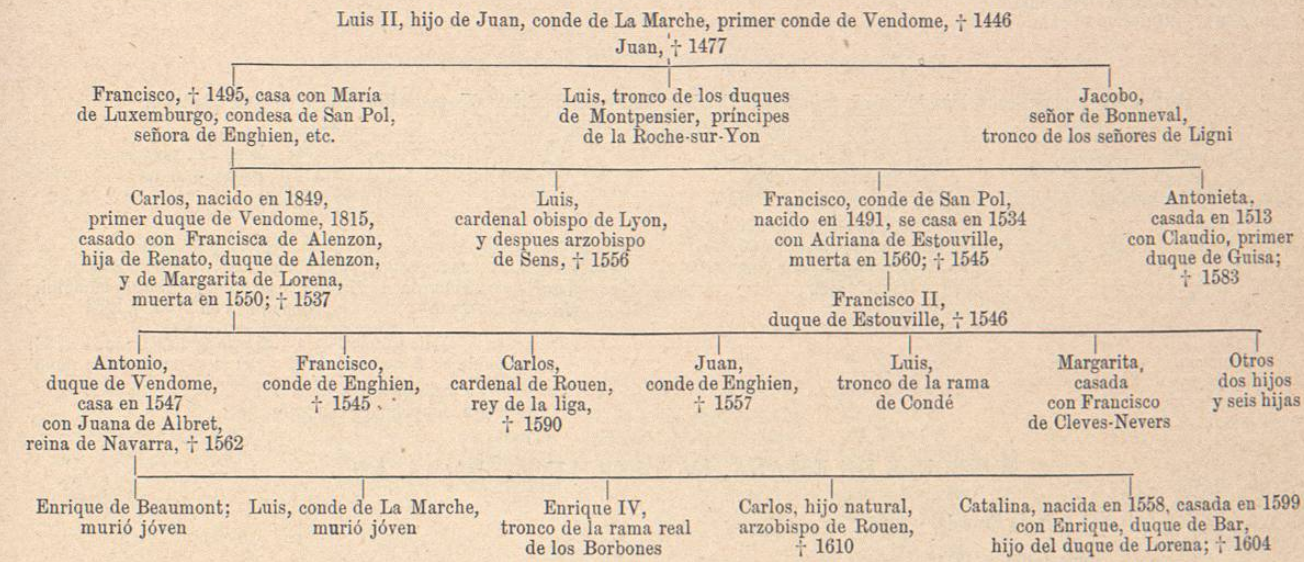 Luis II, hijo de Juan, conde de La Marche, primer conde de Vendome, † 1446
Juan, † 1477
Francisco, † 1495, casa con María
de Luxemburgo, condesa de San Pol,
señora de Enghien, etc.
Luis, tronco de los duques
de Montpensier, príncipes
de la Roche-sur-Yon
Jacobo,
señor de Bonneval,
tronco de los señores de Ligni
Carlos, nacido en 1849,
primer duque de Vendome, 1815,
casado con Francisca de Alenzon,
hija de Renato, duque de Alenzon,
y de Margarita de Lorena,
muerta en 1550; † 1537
Luis,
cardenal obispo de Lyon,
y despues arzobispo
de Sens, † 1556
Francisco, conde de San Pol,
nacido en 1491, se casa en 1534
con Adriana de Estouville,
muerta en 1560; † 1545
Antonieta,
casada en 1513
con Claudio, primer
duque de Guisa;
† 1583
Francisco II,
duque de Estouville, † 1546
Antonio,
duque de Vendome,
casa en 1547
con Juana de Albret,
reina de Navarra, † 1562
Francisco,
conde de Enghien,
† 1545
Carlos,
cardenal de Rouen,
rey de la liga,
† 1590
Juan,
conde de Enghien,
† 1557
Luis,
tronco de la rama
de Condé
Margarita,
casada
con Francisco
de Cleves-Nevers
Otros
dos hijos
y seis hijas
Enrique de Beaumont;
murió jóven
Luis, conde de La Marche,
murió jóven
Enrique IV,
tronco de la rama real
de los Borbones
Carlos, hijo natural,
arzobispo de Rouen,
† 1610
Catalina, nacida en 1558, casada en 1599
con Enrique, duque de Bar,
hijo del duque de Lorena; † 1604